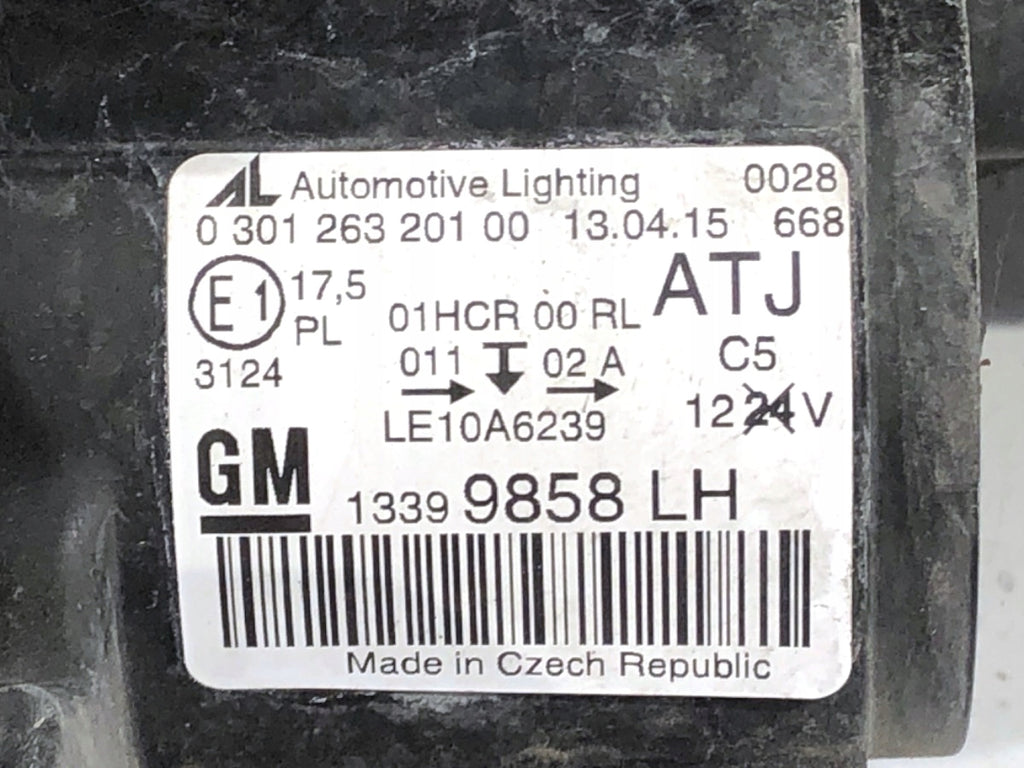 AL Automotive Lighting 0028
0 301 263 201 00 13.04.15 668
E1 17,5 ATJ
PL 01HCR 00 RL
3124 011 02 A C5
LE10A6239 12 24 V
GM 1339 9858 LH
Made in Czech Republic